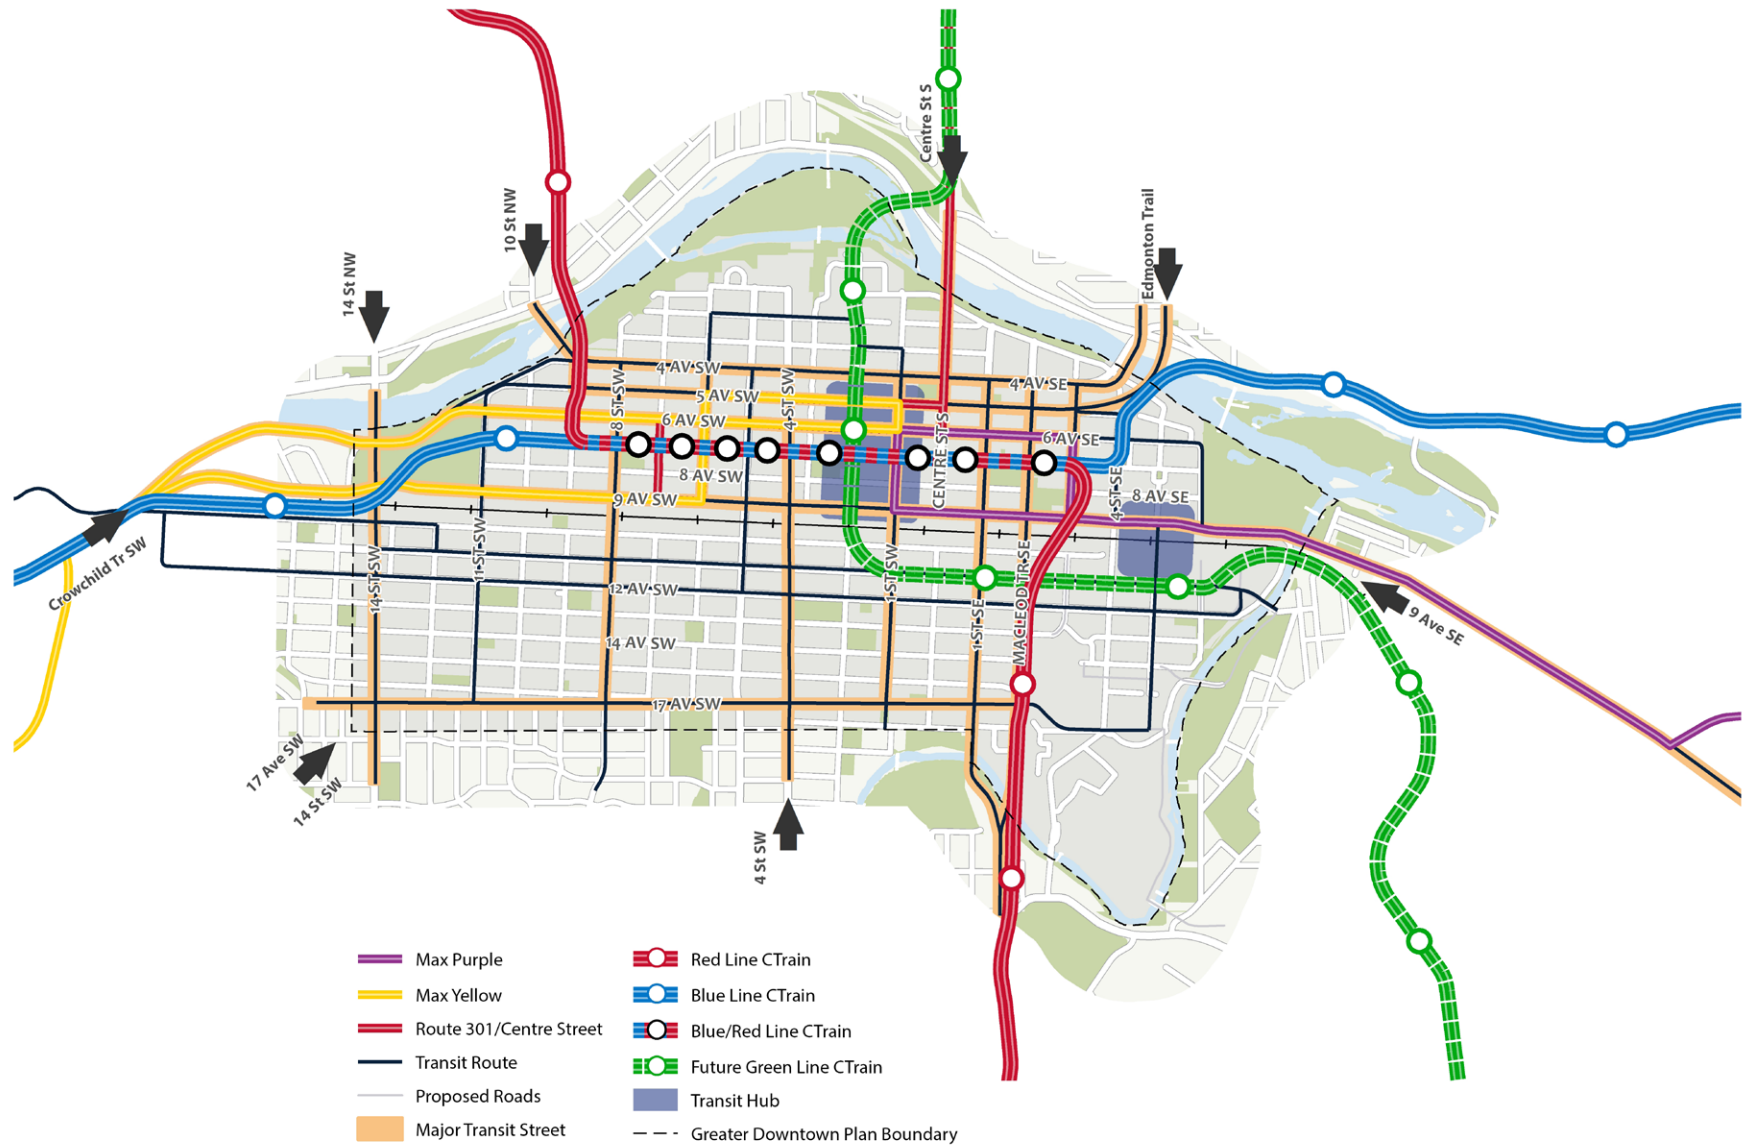 Centre St S
10 St NW
Edmonton Trail
14 St NW
4 AV SW
4 AV SE
8 ST SW
4 ST SW
5 AV SW
6 AV SW
6 AV SE
CENTRE ST S
8 AV SW
4 ST SE
8 AV SE
9 AV SW
Crowchild Tr SW
11 ST SW
14 ST SW
1 ST SW
MACLEOD TR SE
1 ST SE
12 AV SW
9 Ave SE
14 AV SW
17 AV SW
17 Ave SW
14 St SW
4 St SW
Max Purple
Max Yellow
Route 301/Centre Street
Transit Route
Proposed Roads
Major Transit Street
Red Line CTrain
Blue Line CTrain
Blue/Red Line CTrain
Future Green Line CTrain
Transit Hub
Greater Downtown Plan Boundary